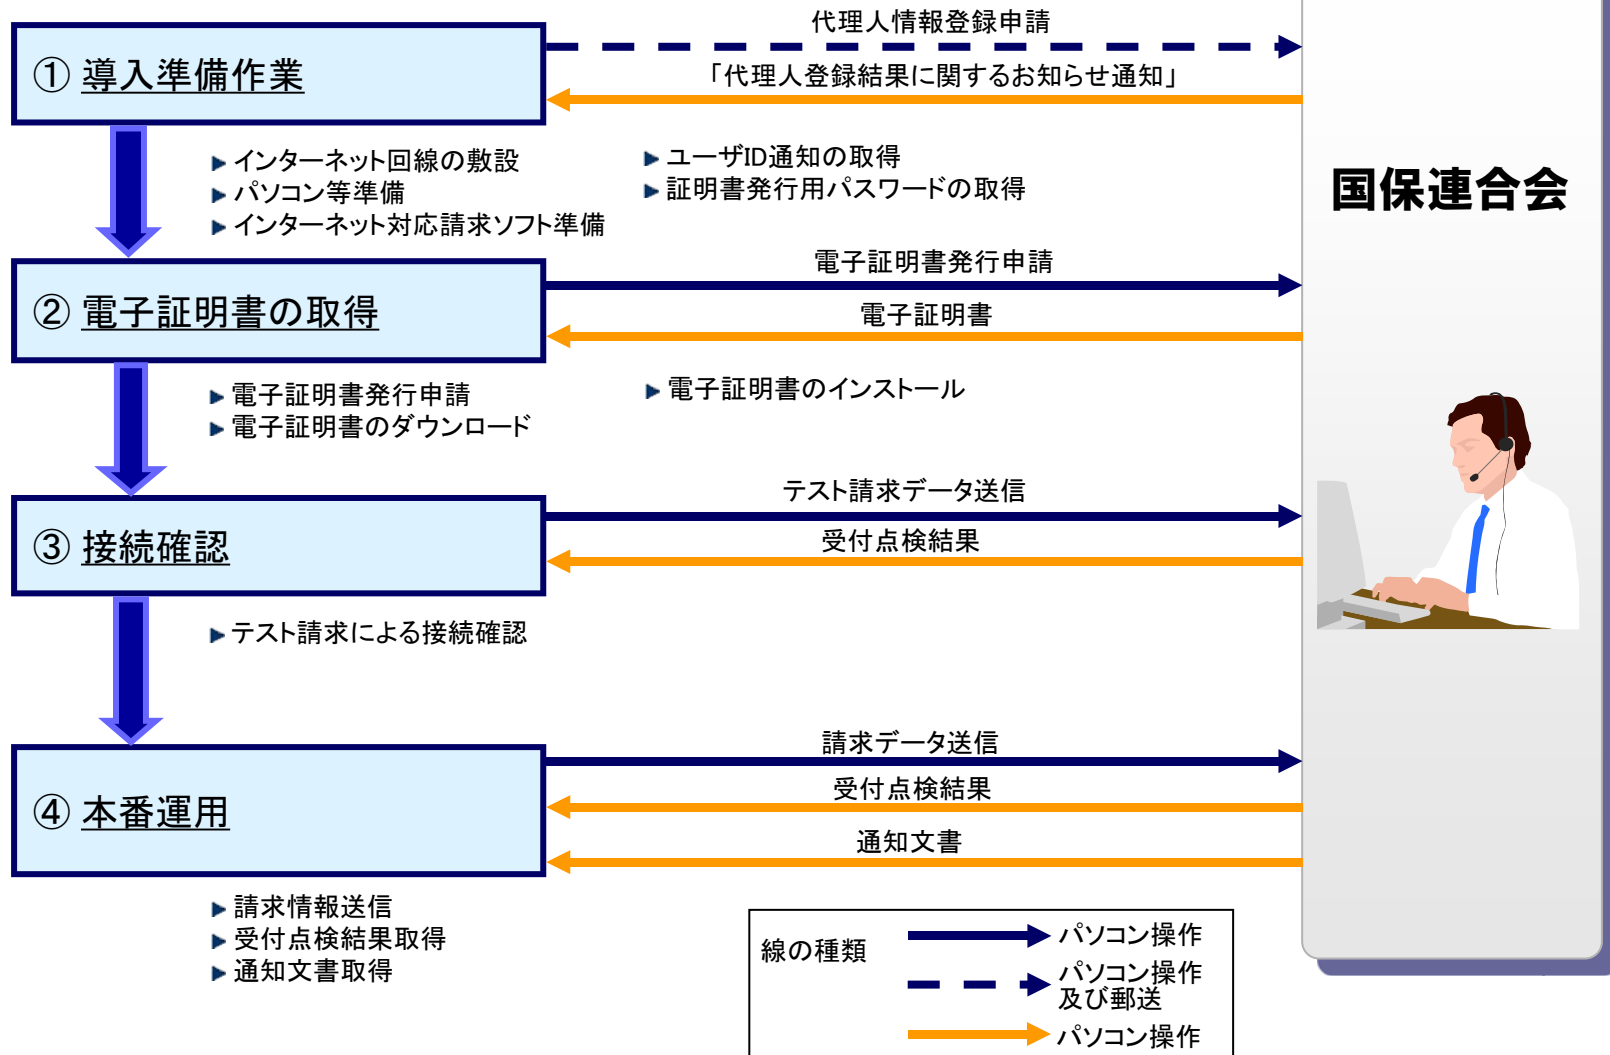 代理人情報登録申請
① 導入準備作業
「代理人登録結果に関するお知らせ通知」
インターネット回線の敷設
パソコン等準備
インターネット対応請求ソフト準備
ユーザID通知の取得
証明書発行用パスワードの取得
国保連合会
電子証明書発行申請
② 電子証明書の取得
電子証明書
電子証明書発行申請
電子証明書のダウンロード
電子証明書のインストール
テスト請求データ送信
③ 接続確認
受付点検結果
テスト請求による接続確認
請求データ送信
④ 本番運用
受付点検結果
通知文書
請求情報送信
受付点検結果取得
通知文書取得
線の種類
パソコン操作
パソコン操作
及び郵送
パソコン操作